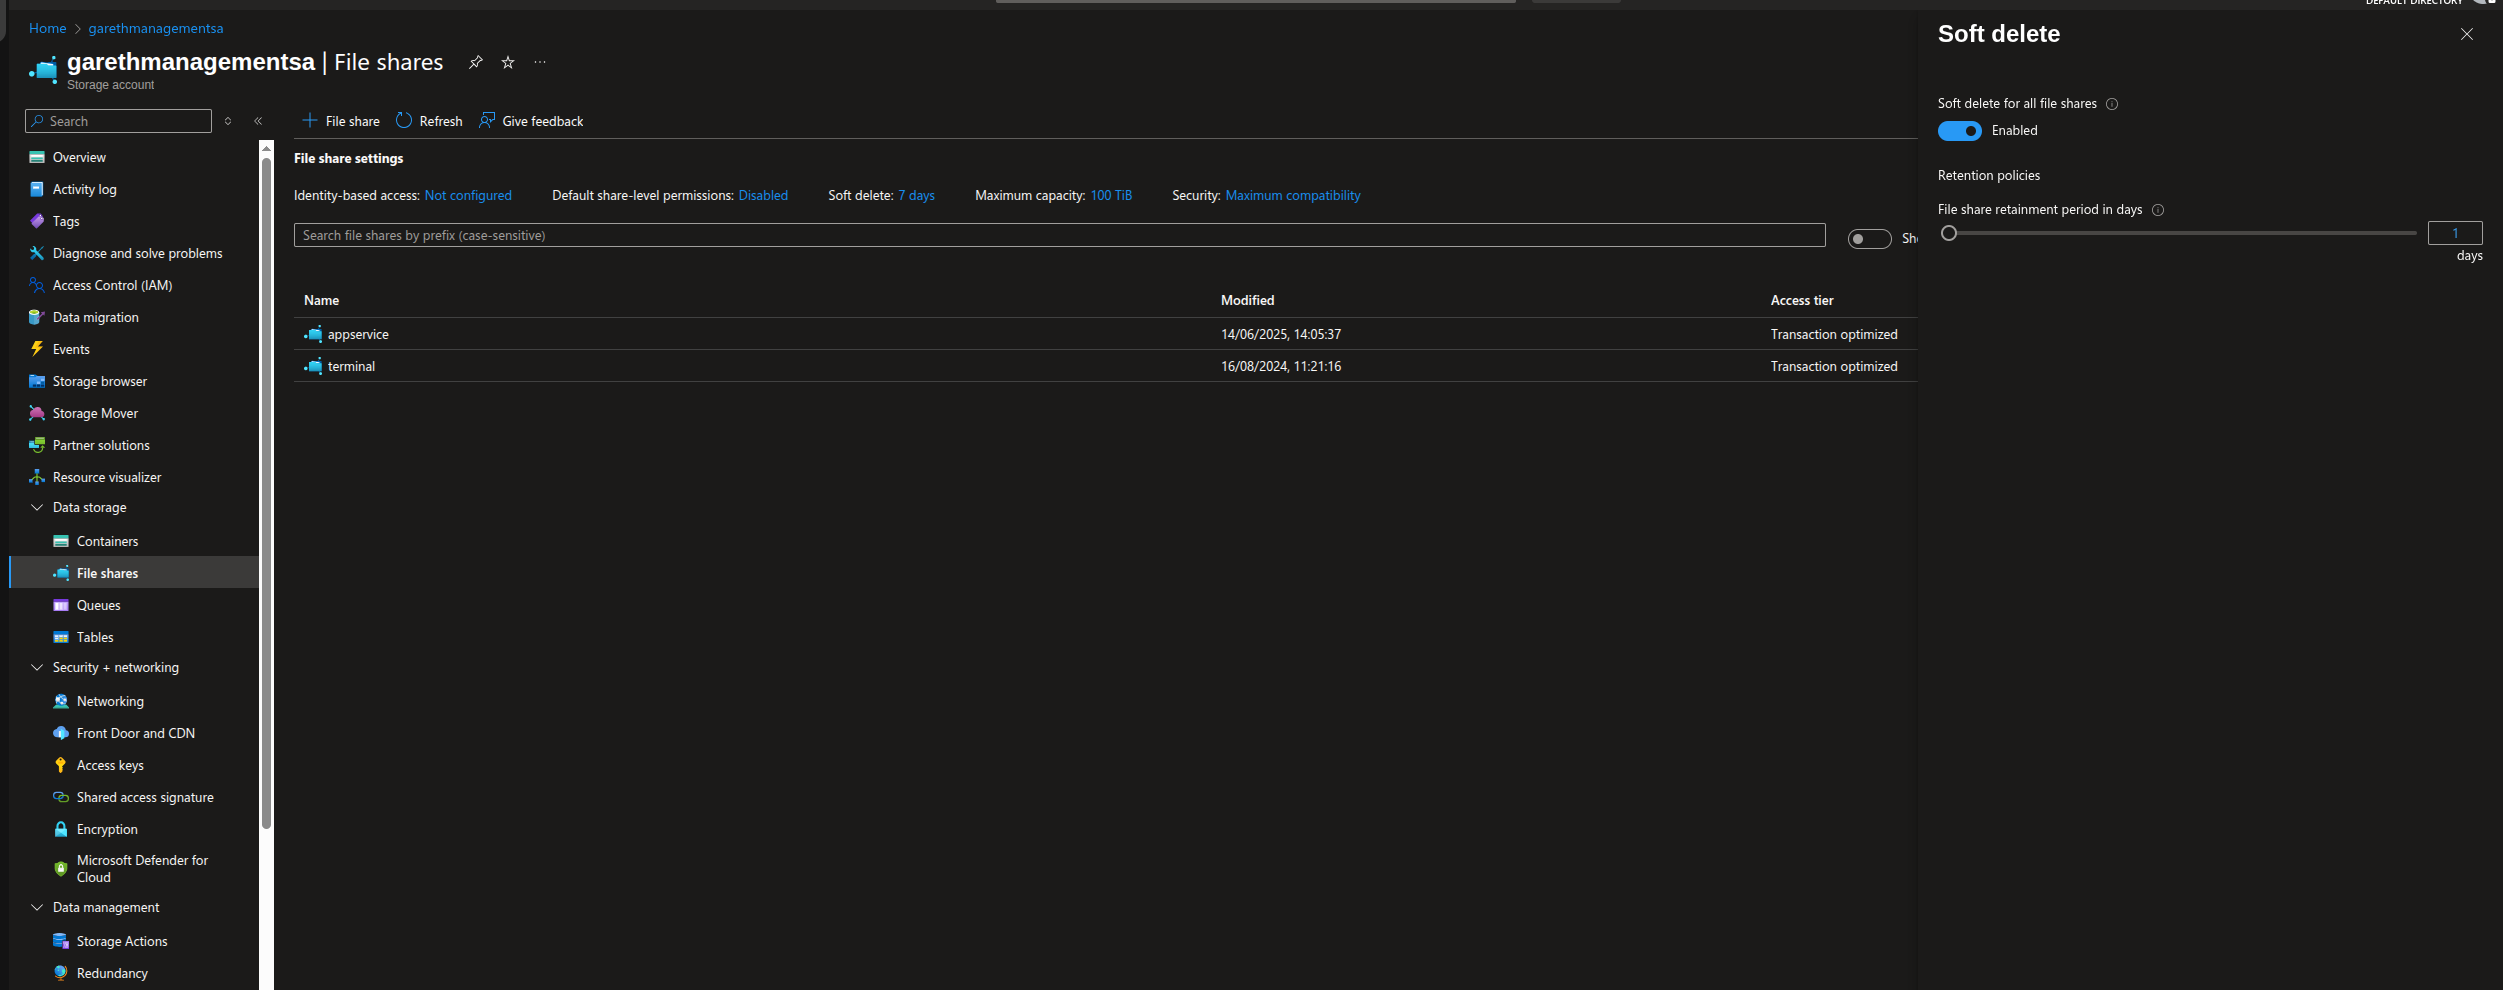 DEFAULT DIRECTORY
Home > garethmanagementsa
garethmanagementsa | File shares
Storage account
Search
Overview
Activity log
Tags
Diagnose and solve problems
Access Control (IAM)
Data migration
Events
Storage browser
Storage Mover
Partner solutions
Resource visualizer
Data storage
Containers
File shares
Queues
Tables
Security + networking
Networking
Front Door and CDN
Access keys
Shared access signature
Encryption
Microsoft Defender for
Cloud
Data management
Storage Actions
Redundancy
File share Refresh Give feedback
File share settings
Identity-based access: Not configured Default share-level permissions: Disabled Soft delete: 7 days Maximum capacity: 100 TiB Security: Maximum compatibility
Search file shares by prefix (case-sensitive)
Name Modified Access tier
appservice 14/06/2025, 14:05:37 Transaction optimized
terminal 16/08/2024, 11:21:16 Transaction optimized
Soft delete
Soft delete for all file shares
Enabled
Retention policies
File share retainment period in days
1
days